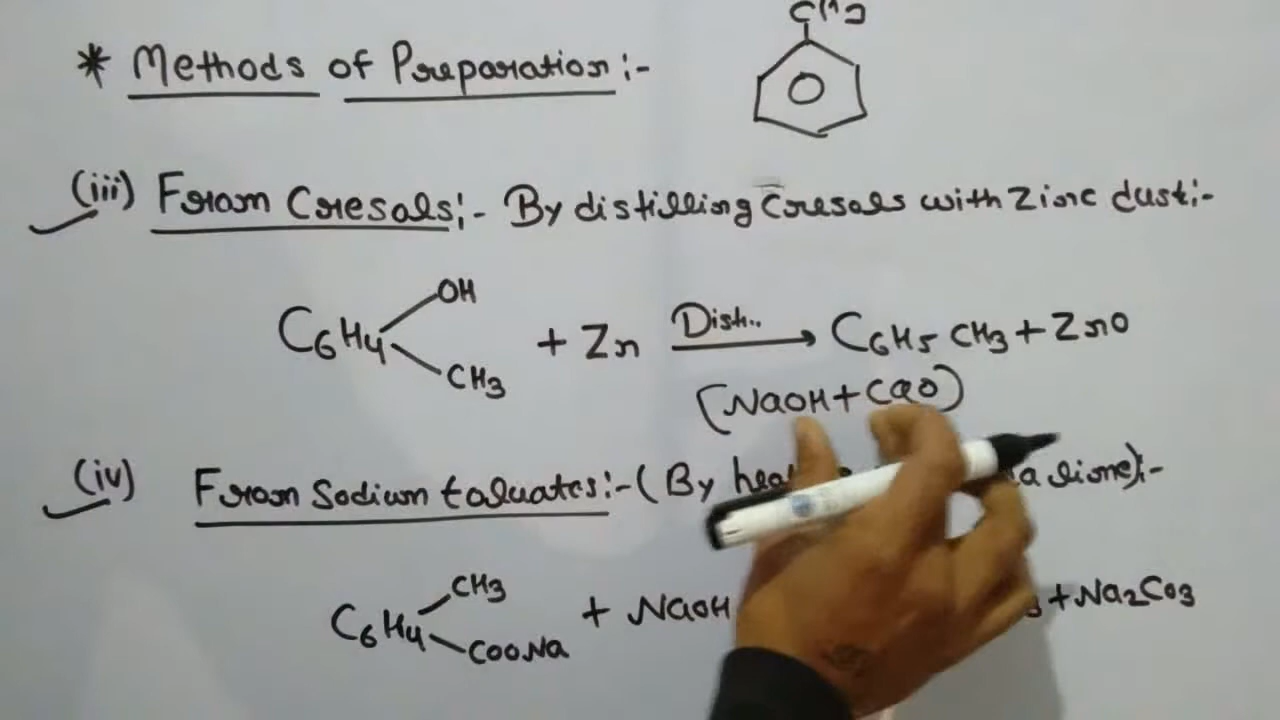 * Methods of Preparation:-
CH3
(iii) From Cresols:- By distilling Cresols with Zinc dust:-
OH
C6H4 + Zn Dist.. → C6H5 CH3 + ZnO
CH3
(NaOH + CaO)
(iv) From Sodium toluates:- (By
CH3
C6H4 + NaOH + Na2CO3
COONa